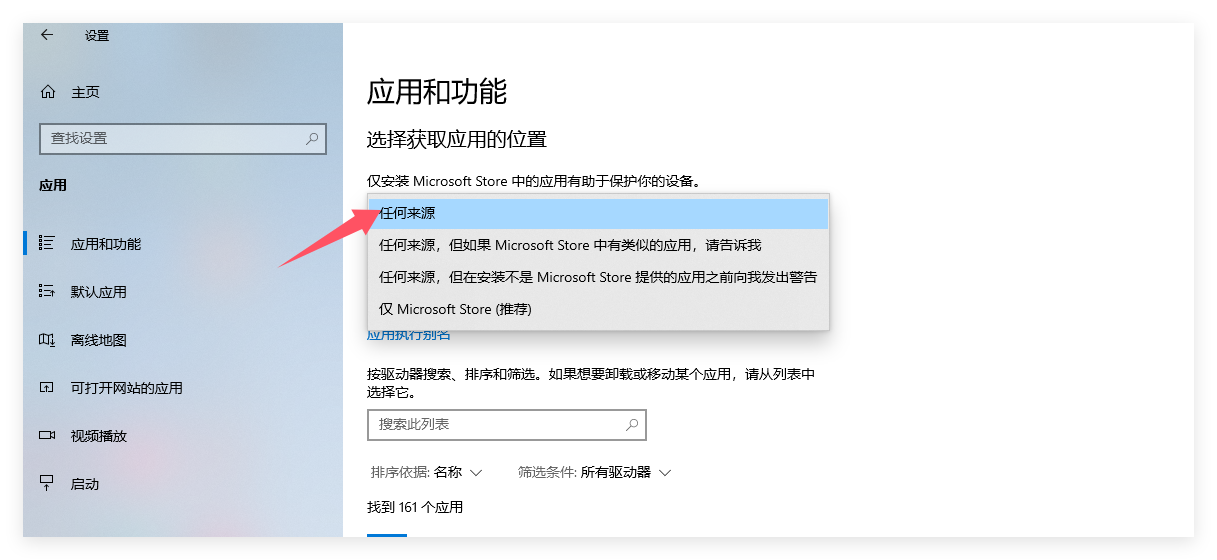 设置
主页
查找设置
应用
应用和功能
默认应用
离线地图
可打开网站的应用
视频播放
启动
应用和功能
选择获取应用的位置
仅安装 Microsoft Store 中的应用有助于保护你的设备。
任何来源
任何来源，但如果 Microsoft Store 中有类似的应用，请告诉我
任何来源，但在安装不是 Microsoft Store 提供的应用之前向我发出警告
仅 Microsoft Store (推荐)
应用执行别名
按驱动器搜索、排序和筛选。如果想要卸载或移动某个应用，请从列表中
选择它。
搜索此列表
排序依据: 名称 筛选条件: 所有驱动器
找到 161 个应用